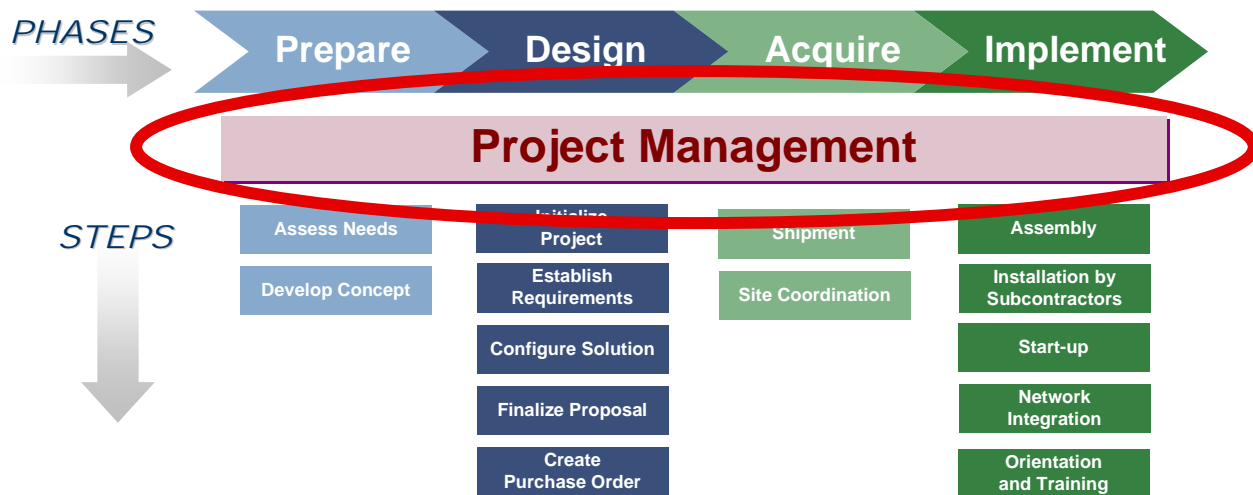 PHASES
Prepare
Design
Acquire
Implement
Project Management
STEPS
Assess Needs
Develop Concept
Initialize
Project
Establish
Requirements
Configure Solution
Finalize Proposal
Create
Purchase Order
Shipment
Site Coordination
Assembly
Installation by
Subcontractors
Start-up
Network
Integration
Orientation
and Training